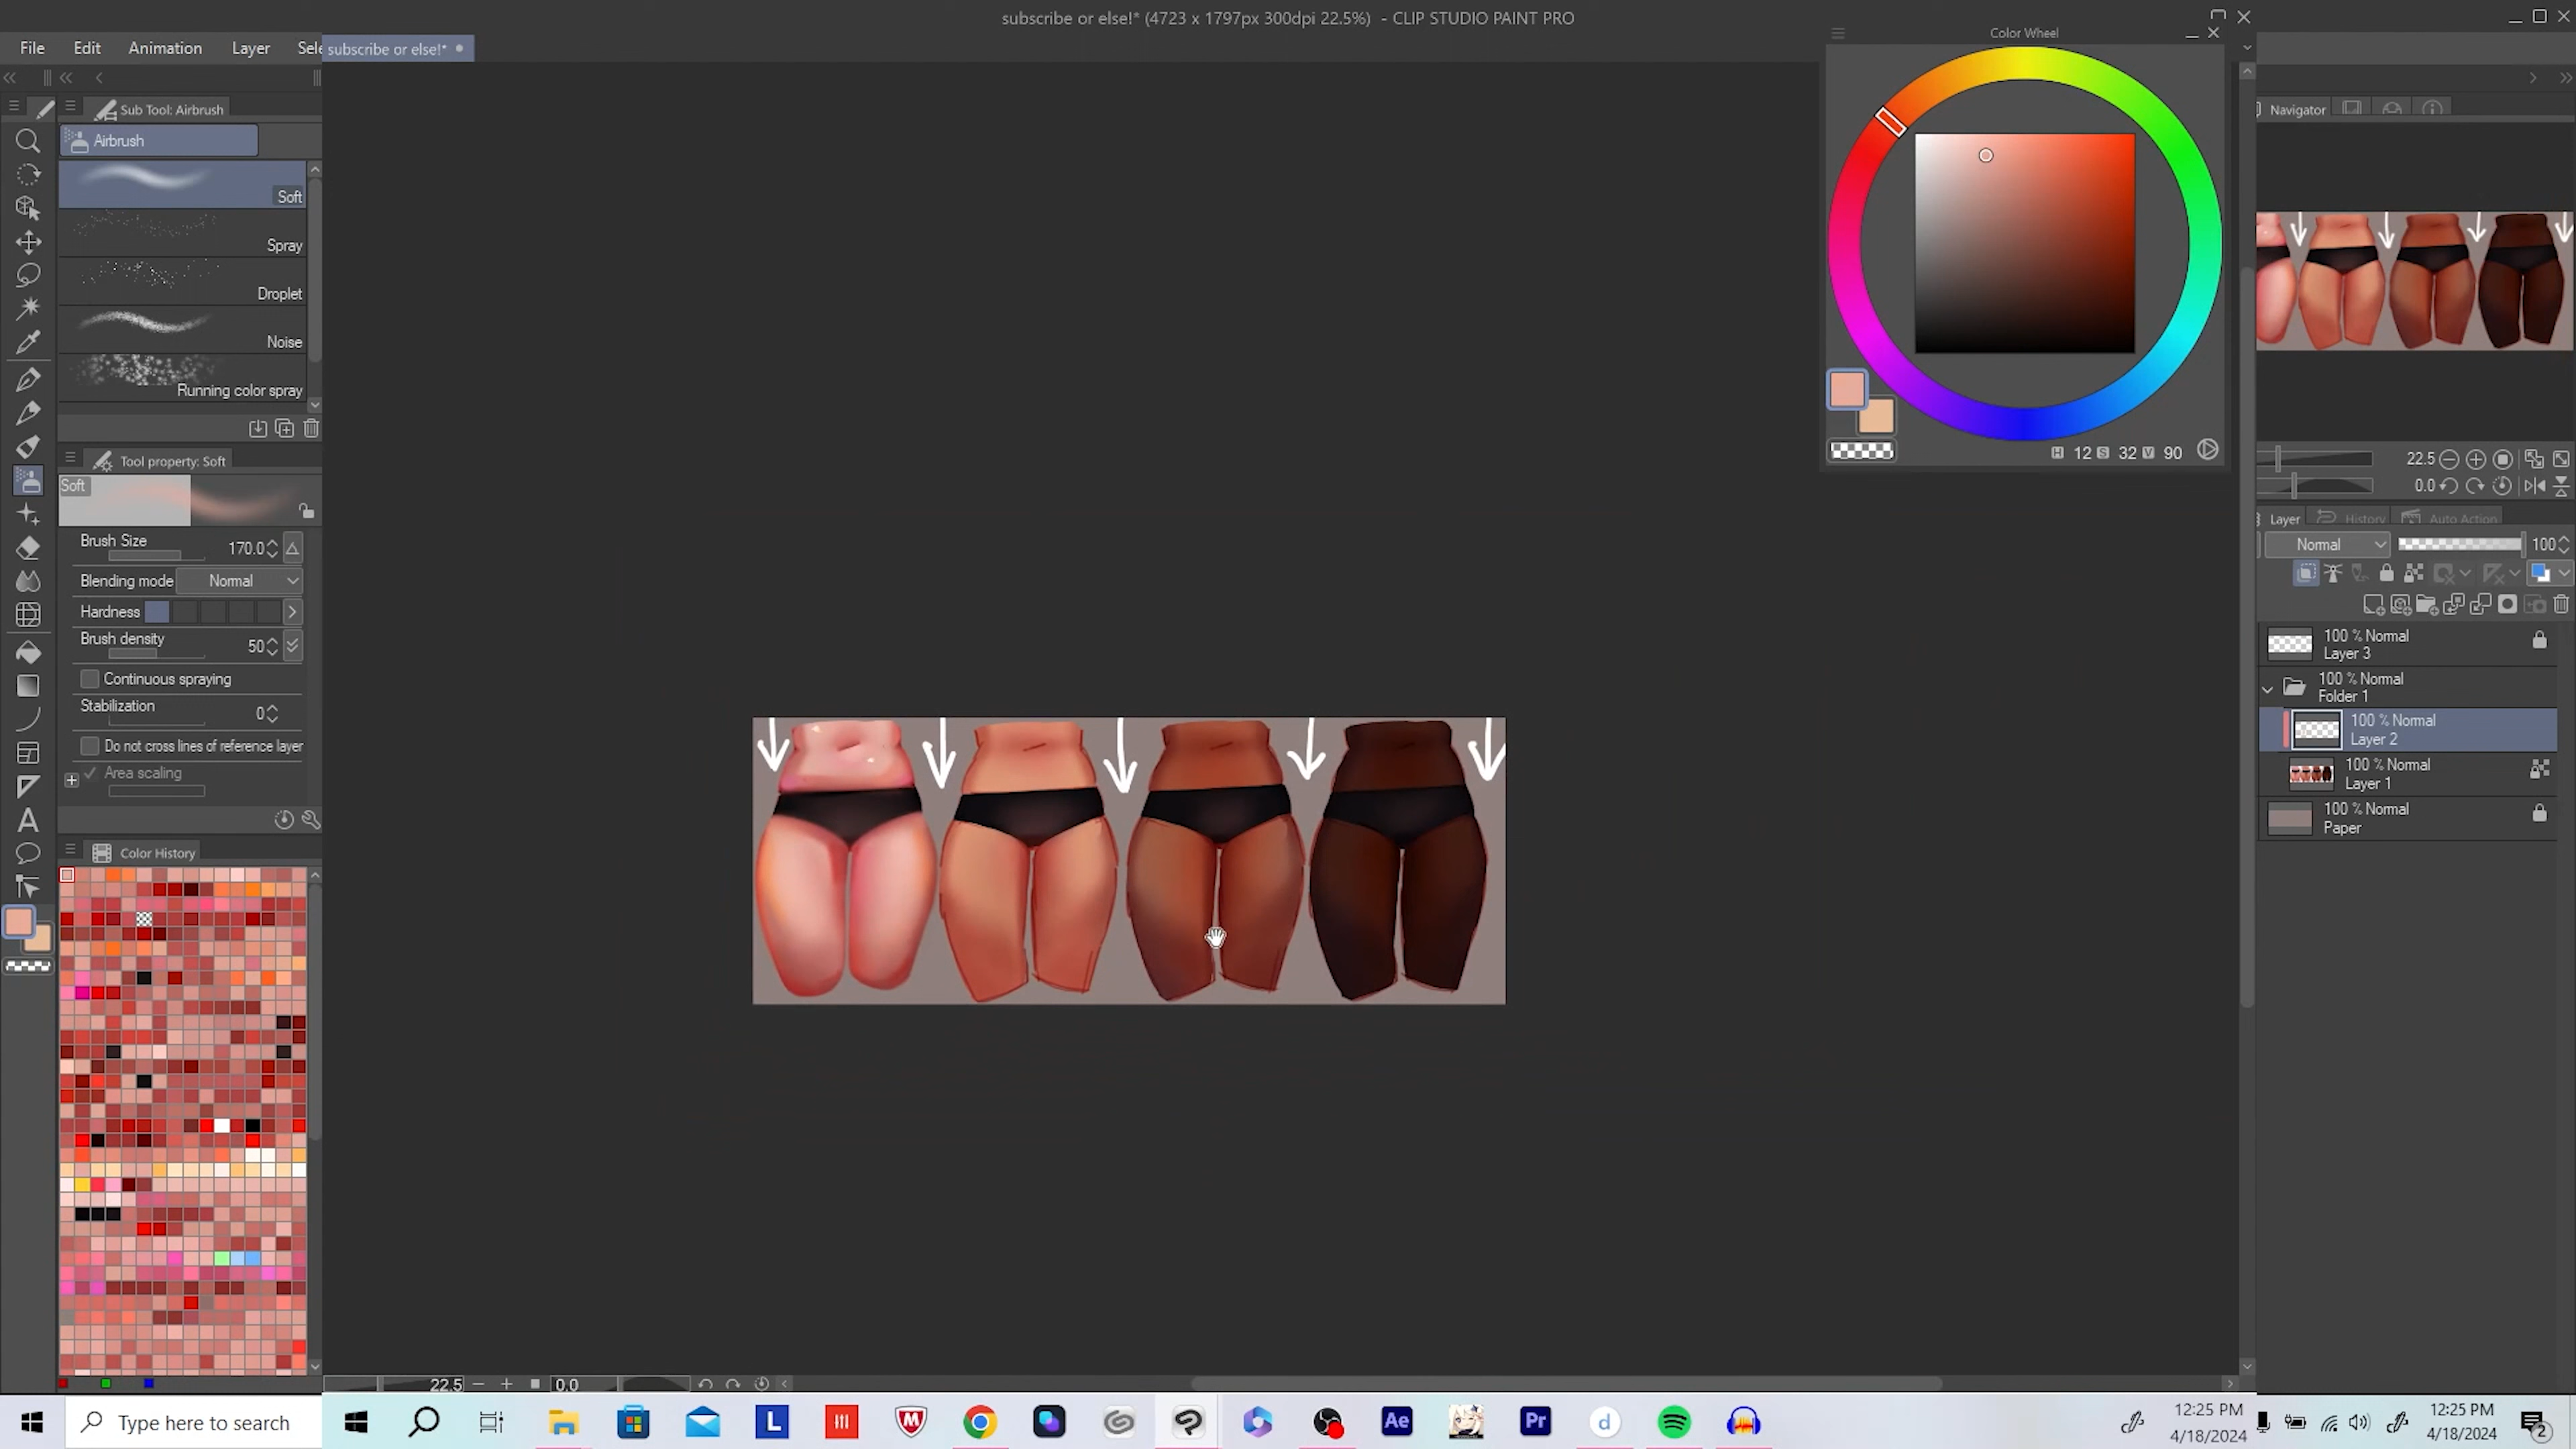 subscribe or else!* (4723 x 1797px 300dpi 22.5%) - CLIP STUDIO PAINT PRO
File Edit Animation Layer Sele
subscribe or else!*
Color Wheel
Sub Tool: Airbrush
Airbrush
Soft
Spray
Droplet
Noise
Running color spray
Tool property: Soft
Soft
Brush Size 170.0
Blending mode Normal
Hardness
Brush density 50
Continuous spraying
Stabilization 0
Do not cross lines of reference layer
Area scaling
Color History
H 12 S 32 V 90
Navigator
22.5
0.0
Layer History Auto Action
Normal 100
100 % Normal
Layer 3
100 % Normal
Folder 1
100 % Normal
Layer 2
100 % Normal
Layer 1
100 % Normal
Paper
22.5 0.0
Type here to search
L
M
Ae
Pr
d
12:25 PM
4/18/2024
12:25 PM
4/18/2024
2